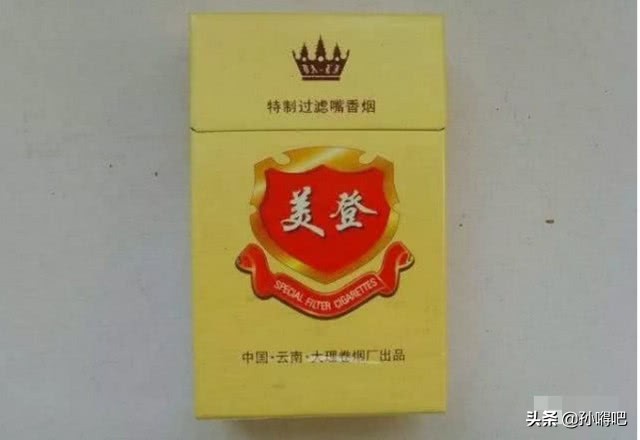 特制过滤嘴香烟
美登
SPECIAL FILTER CIGARETTES
中国·云南·大理卷烟厂出品
头条 @孙嘚吧